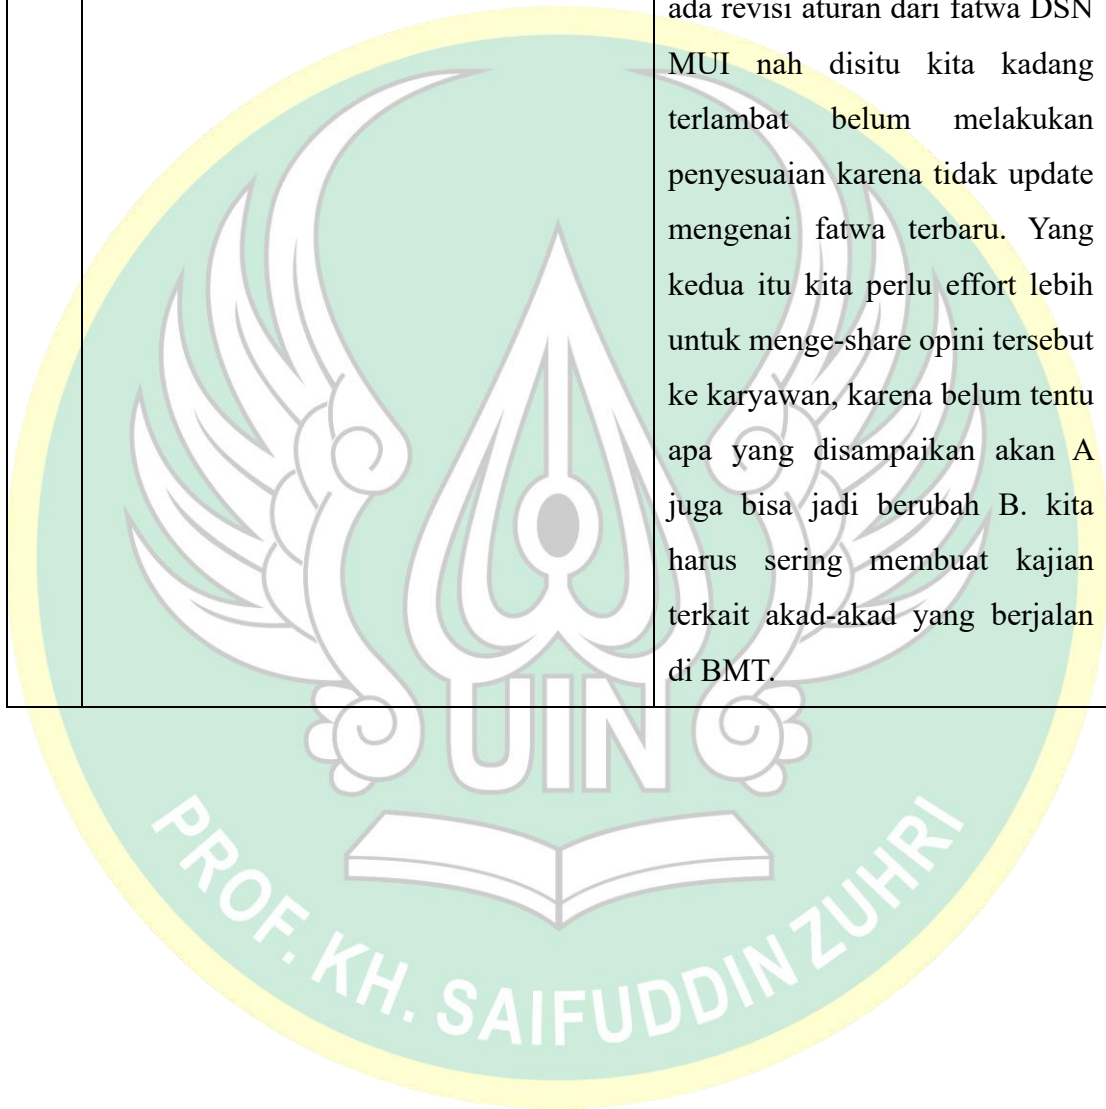 ada revisi aturan dari fatwa DSN
MUI nah disitu kita kadang
terlambat belum melakukan
penyesuaian karena tidak update
mengenai fatwa terbaru. Yang
kedua itu kita perlu effort lebih
untuk menge-share opini tersebut
ke karyawan, karena belum tentu
apa yang disampaikan akan A
juga bisa jadi berubah B. kita
harus sering membuat kajian
terkait akad-akad yang berjalan
di BMT.
UIN
PROF. KH. SAIFUDDIN ZUHRI